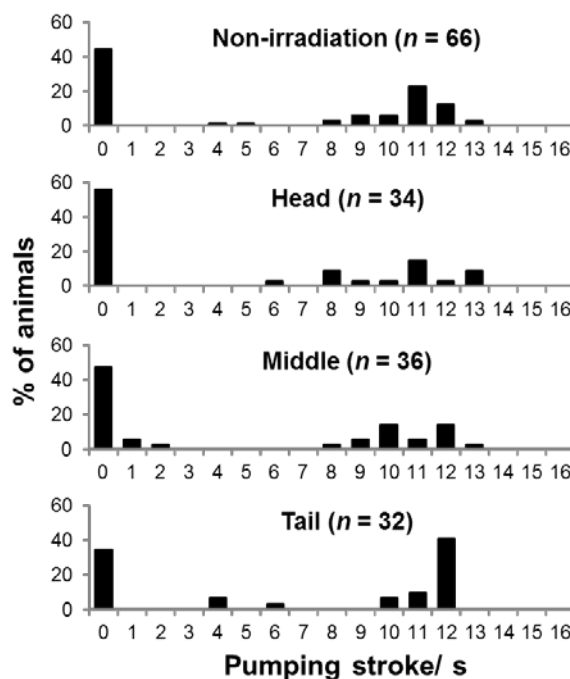 % of animals
60
Non-irradiation (n = 66)
40
20
0
0 1 2 3 4 5 6 7 8 9 10 11 12 13 14 15 16
60
Head (n = 34)
40
20
0
0 1 2 3 4 5 6 7 8 9 10 11 12 13 14 15 16
60
Middle (n = 36)
40
20
0
0 1 2 3 4 5 6 7 8 9 10 11 12 13 14 15 16
60
Tail (n = 32)
40
20
0
0 1 2 3 4 5 6 7 8 9 10 11 12 13 14 15 16
Pumping stroke/ s